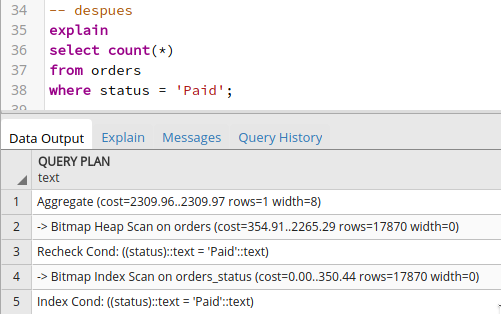 34 -- despues
35 explain
36 select count(*)
37 from orders
38 where status = 'Paid';
Data Output Explain Messages Query History
QUERY PLAN
text
1 Aggregate (cost=2309.96..2309.97 rows=1 width=8)
2 -> Bitmap Heap Scan on orders (cost=354.91..2265.29 rows=17870 width=0)
3 Recheck Cond: ((status)::text = 'Paid'::text)
4 -> Bitmap Index Scan on orders_status (cost=0.00..350.44 rows=17870 width=0)
5 Index Cond: ((status)::text = 'Paid'::text)